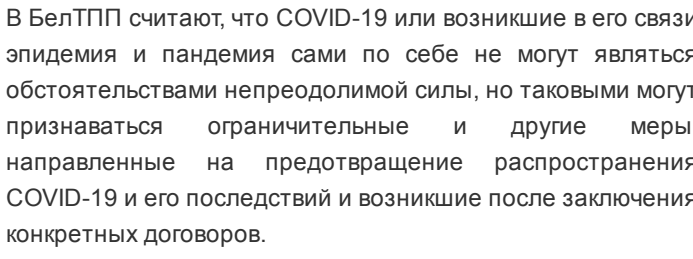 В БелТПП считают, что COVID-19 или возникшие в его связи
эпидемия и пандемия сами по себе не могут являться
обстоятельствами непреодолимой силы, но таковыми могут
признаваться ограничительные и другие меры
направленные на предотвращение распространения
COVID-19 и его последствий и возникшие после заключения
конкретных договоров.